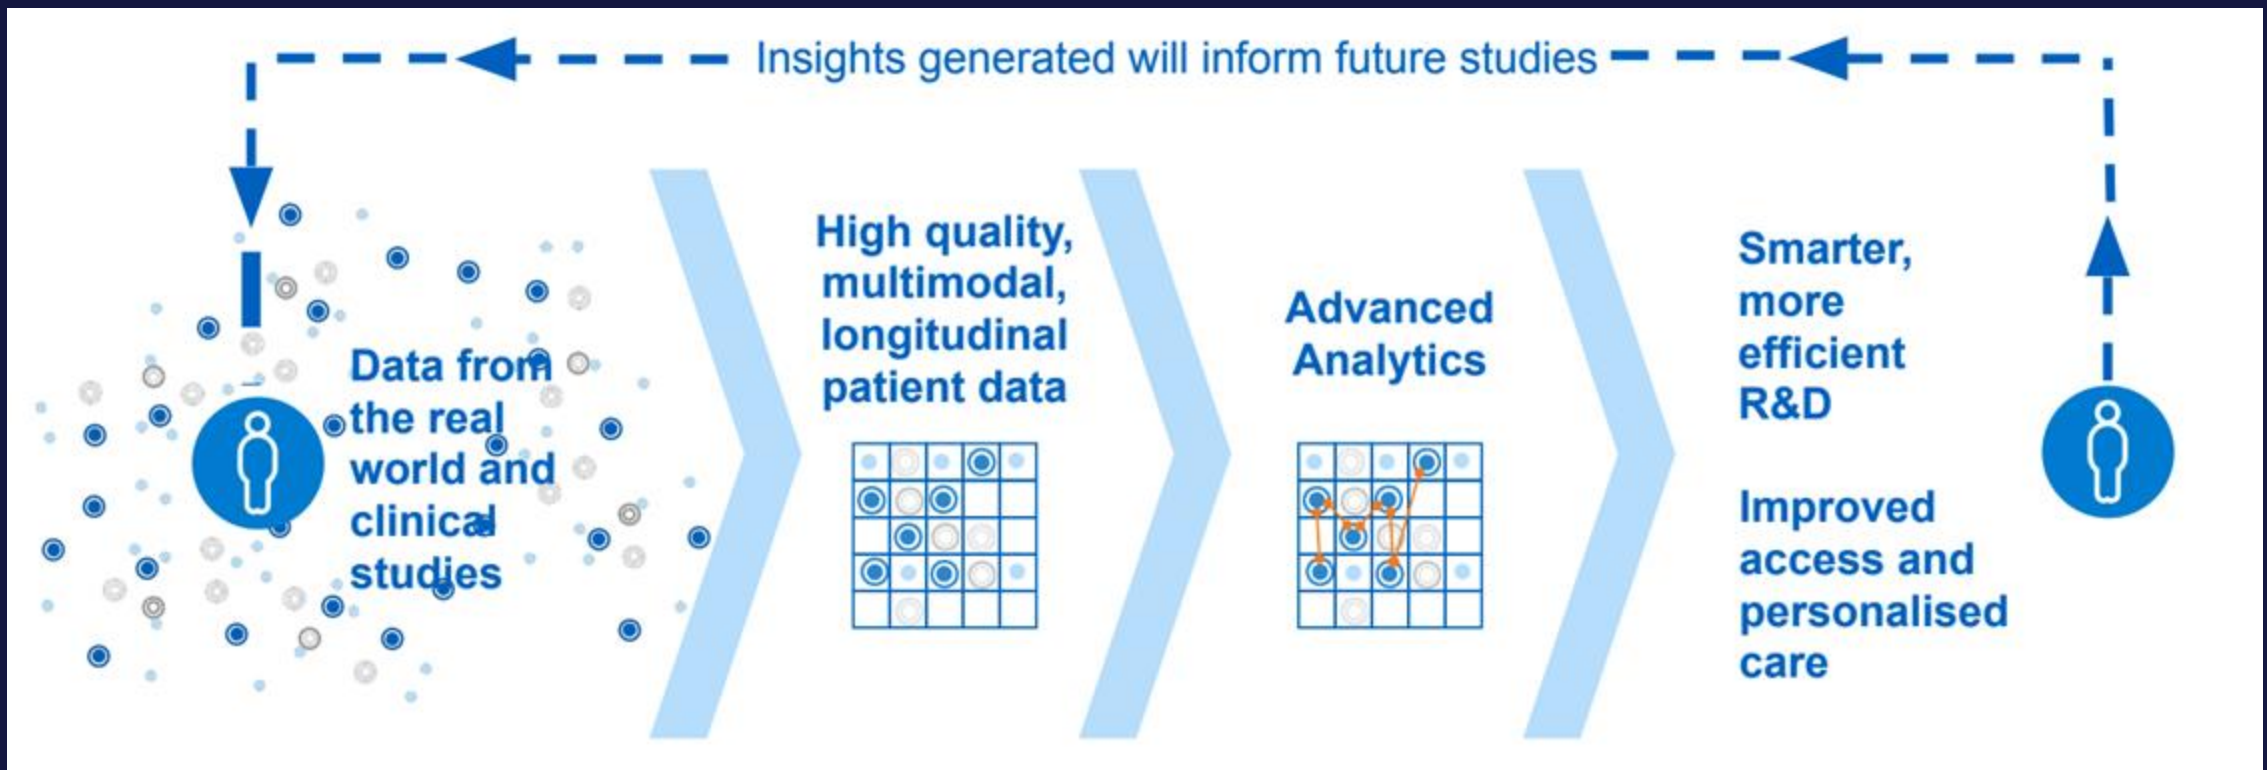 Insights generated will inform future studies
Data from
the real
world and
clinical
studies
High quality,
multimodal,
longitudinal
patient data
Advanced
Analytics
Smarter,
more
efficient
R&D
Improved
access and
personalised
care